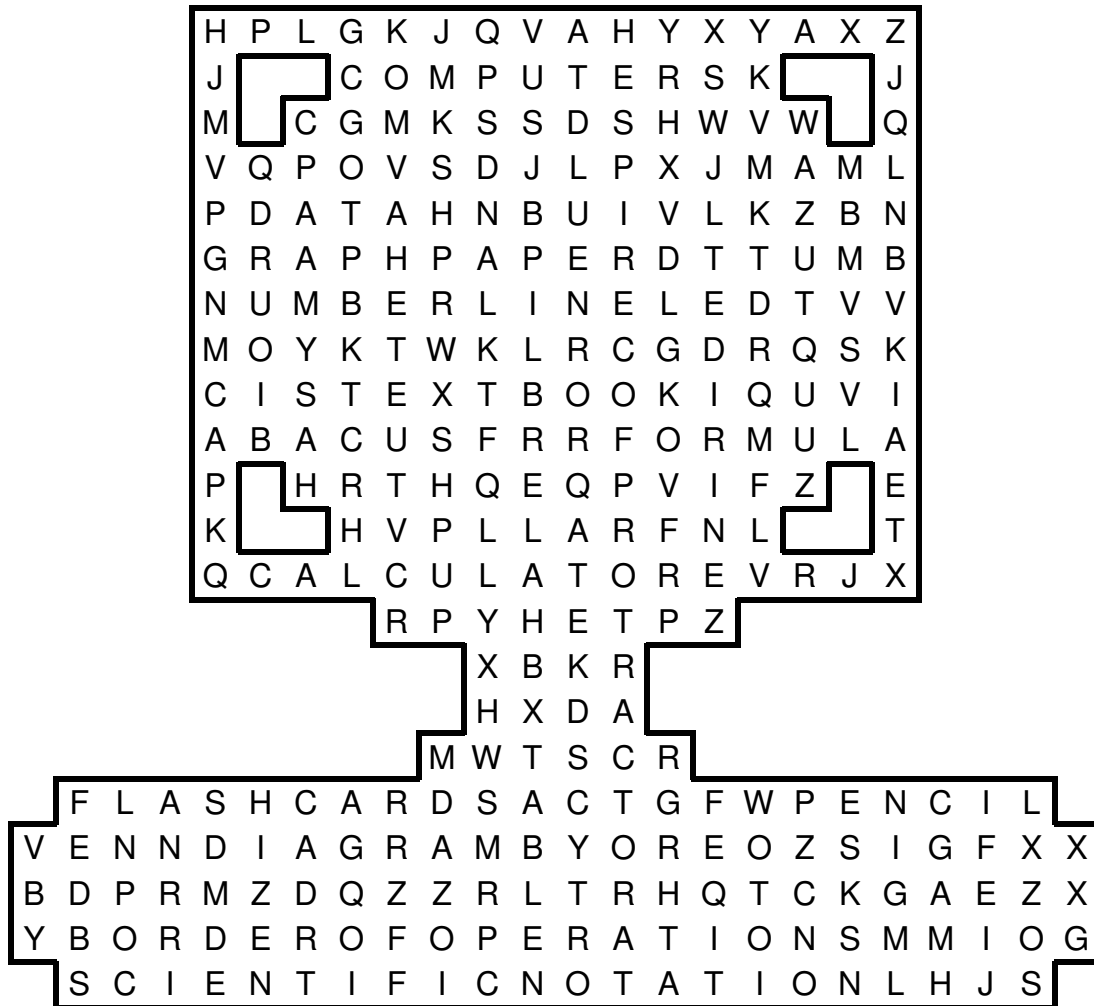 H P L G K J Q V A H Y X Y A X Z
J C O M P U T E R S K J
M C G M K S S D S H W V W Q
V Q P O V S D J L P X J M A M L
P D A T A H N B U I V L K Z B N
G R A P H P A P E R D T T U M B
N U M B E R L I N E L E D T V V
M O Y K T W K L R C G D R Q S K
C I S T E X T B O O K I Q U V I
A B A C U S F R R F O R M U L A
P H R T H Q E Q P V I F Z E
K H V P L L A R F N L T
Q C A L C U L A T O R E V R J X
R P Y H E T P Z
X B K R
H X D A
M W T S C R
F L A S H C A R D S A C T G F W P E N C I L
V E N N D I A G R A M B Y O R E O Z S I G F X X
B D P R M Z D Q Z Z R L T R H Q T C K G A E Z X
Y B O R D E R O F O P E R A T I O N S M M I O G
S C I E N T I F I C N O T A T I O N L H J S